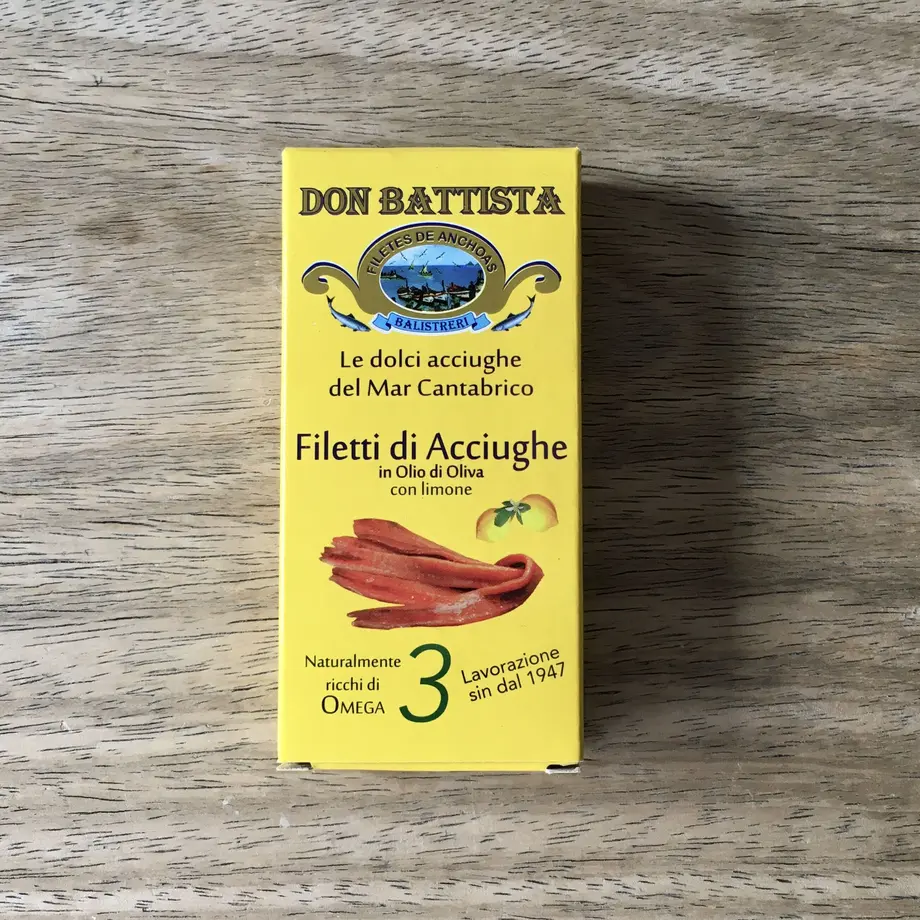 DON BATTISTA
FILETES DE ANCHOAS
BALISTRERI
Le dolci acciughe
del Mar Cantabrico
Filetti di Acciughe
in Olio di Oliva
con limone
Naturalmente
ricchi di
OMEGA 3
Lavorazione
sin dal 1947